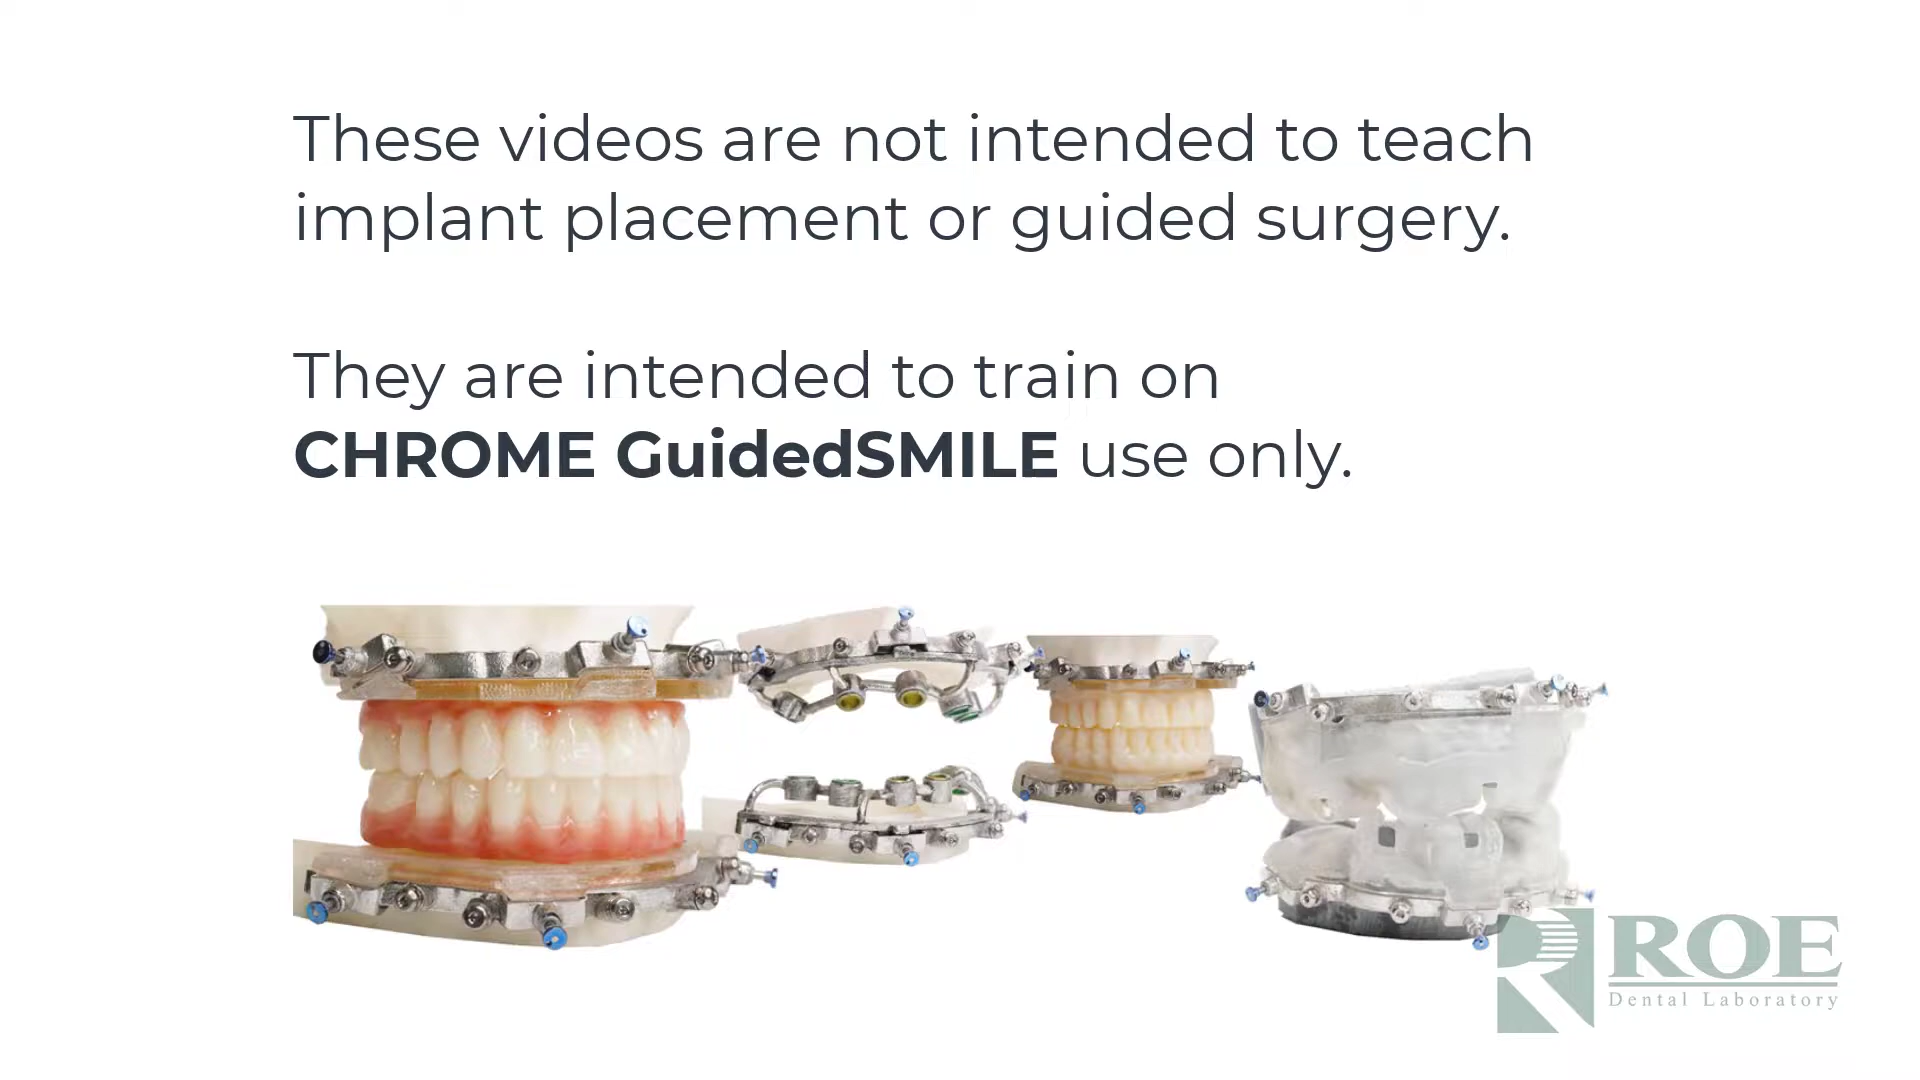 These videos are not intended to teach
implant placement or guided surgery.
They are intended to train on
CHROME GuidedSMILE use only.
ROE
Dental Laboratory